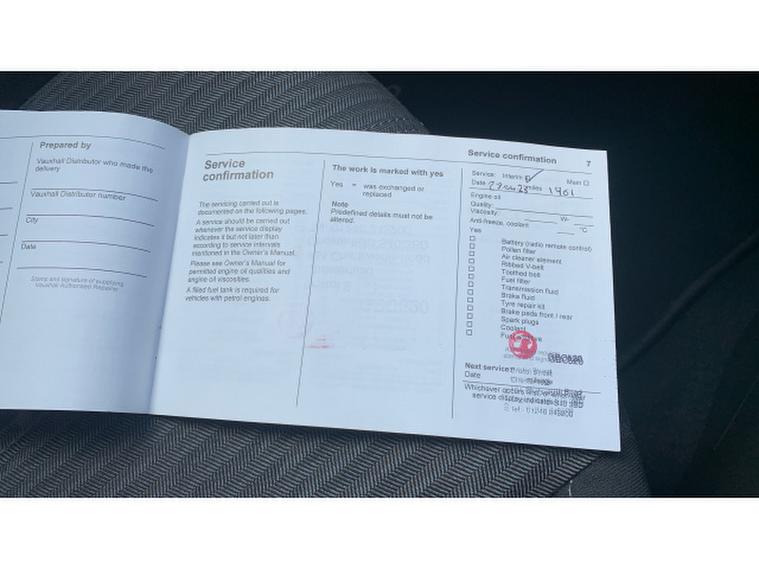 Prepared by
Vauxhall Distributor who made the
delivery
Vauxhall Distributor number
City
Date
Stamp and signature of supplying
Vauxhall Authorised Repairer
Service
confirmation
The servicing carried out is
documented on the following pages.
A service should be carried out
whenever the service display
indicates it but not later than
according to service intervals
mentioned in the Owner's Manual.
Please see Owner's Manual for
permitted engine oil qualities and
engine oil viscosities.
A filled fuel tank is required for
vehicles with petrol engines.
The work is marked with yes
Yes = was exchanged or
replaced
Note
Predefined details must not be
altered.
Service confirmation 7
Service: Interim Main
Date 23 miles 1901
Engine oil
Quality:
Viscosity: W-
Anti-freeze, coolant °C
Yes
Battery (radio remote control)
Pollen filter
Air cleaner element
Ribbed V-belt
Toothed belt
Fuel filter
Transmission fluid
Brake fluid
Tyre repair kit
Brake pads front / rear
Spark plugs
Coolant
Next service:
Date
Whichever occurs first
service display indicates